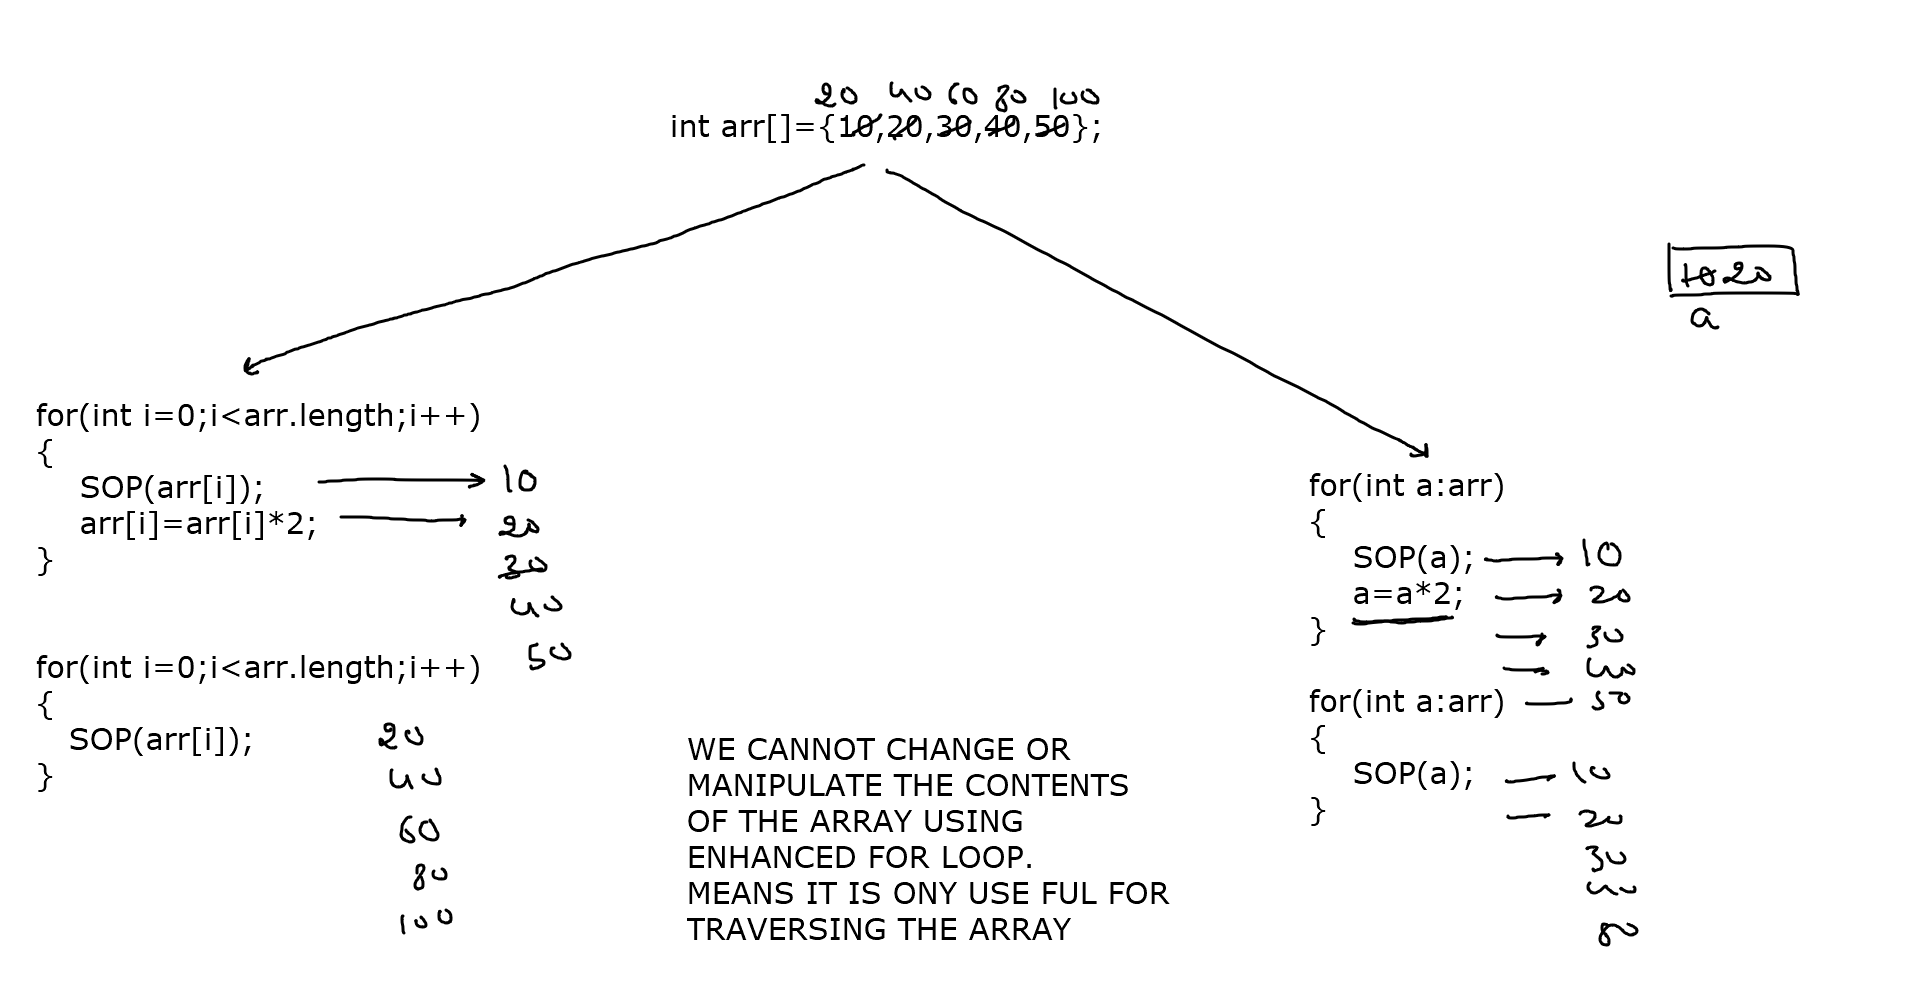 20 40 60 80 100
int arr[]={10,20,30,40,50};
10 20
a
for(int i=0;i<arr.length;i++)
{
SOP(arr[i]); 10
arr[i]=arr[i]*2; 20
} 30
40
50
for(int i=0;i<arr.length;i++)
{
SOP(arr[i]); 20
} 40
60
80
100
WE CANNOT CHANGE OR
MANIPULATE THE CONTENTS
OF THE ARRAY USING
ENHANCED FOR LOOP.
MEANS IT IS ONY USE FUL FOR
TRAVERSING THE ARRAY
for(int a:arr)
{
SOP(a); 10
a=a*2; 20
} 30
40
for(int a:arr) 50
{
SOP(a); 10
} 20
30